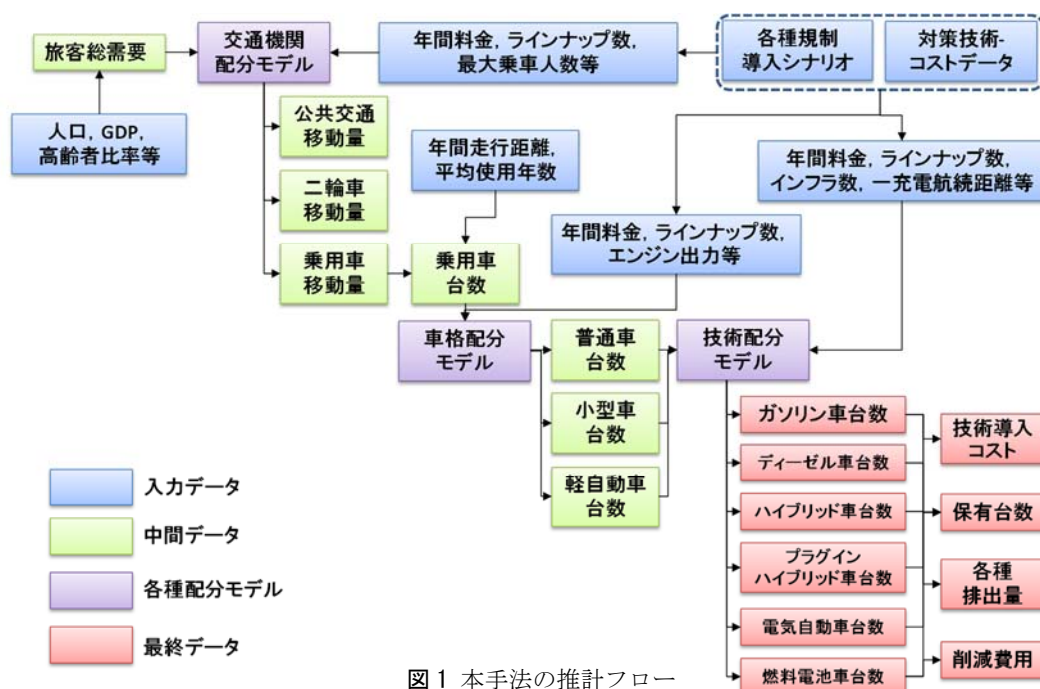 旅客総需要
交通機関
配分モデル
年間料金, ラインナップ数,
最大乗車人数等
各種規制
導入シナリオ
対策技術-
コストデータ
人口, GDP,
高齢者比率等
公共交通
移動量
年間走行距離,
平均使用年数
年間料金, ラインナップ数,
インフラ数, 一充電航続距離等
二輪車
移動量
年間料金, ラインナップ数,
エンジン出力等
乗用車
移動量
乗用車
台数
車格配分
モデル
普通車
台数
技術配分
モデル
小型車
台数
軽自動車
台数
ガソリン車台数
ディーゼル車台数
ハイブリッド車台数
プラグイン
ハイブリッド車台数
電気自動車台数
燃料電池車台数
技術導入
コスト
保有台数
各種
排出量
削減費用
入力データ
中間データ
各種配分モデル
最終データ
図1 本手法の推計フロー